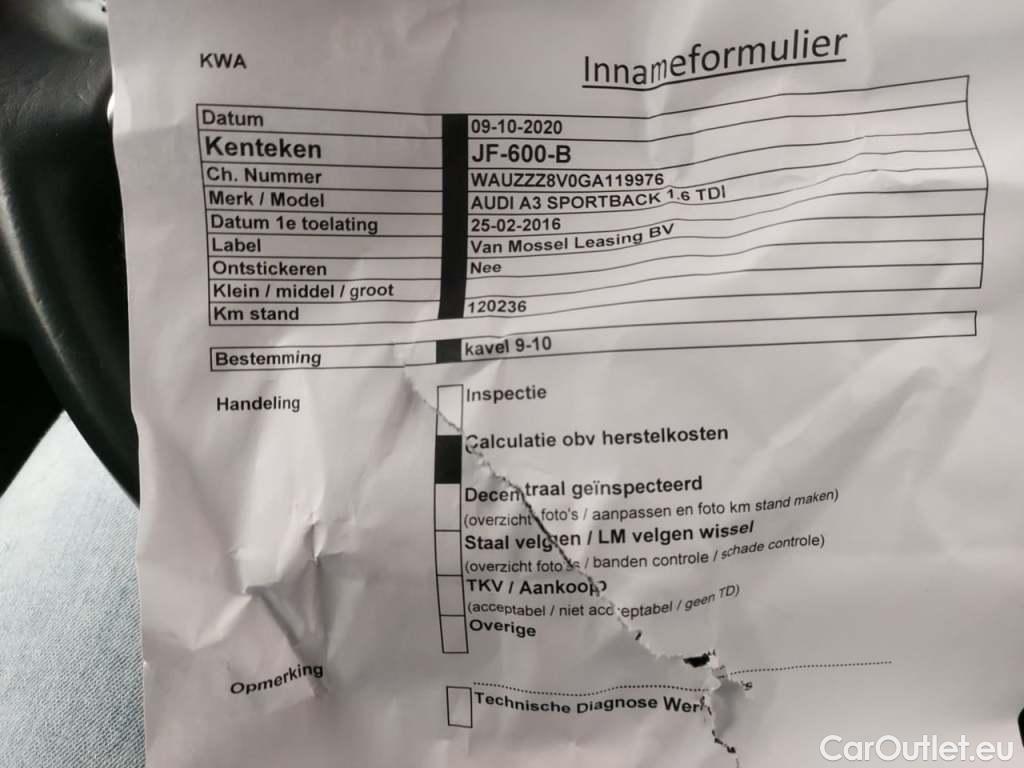 KWA
Innameformulier
Datum 09-10-2020
Kenteken JF-600-B
Ch. Nummer WAUZZZ8V0GA119976
Merk / Model AUDI A3 SPORTBACK 1.6 TDI
Datum 1e toelating 25-02-2016
Label Van Mossel Leasing BV
Ontstickeren Nee
Klein / middel / groot
Km stand 120236
Bestemming kavel 9-10
Handeling
Inspectie
Calculatie obv herstelkosten
Decentraal geïnspecteerd
(overzicht foto's / aanpassen en foto km stand maken)
Staal velgen / LM velgen wissel
(overzicht foto's / banden controle / schade controle)
TKV / Aankoop
(acceptabel / niet acceptabel / geen TD)
Overige
Opmerking
Technische Diagnose
CarOutlet.eu